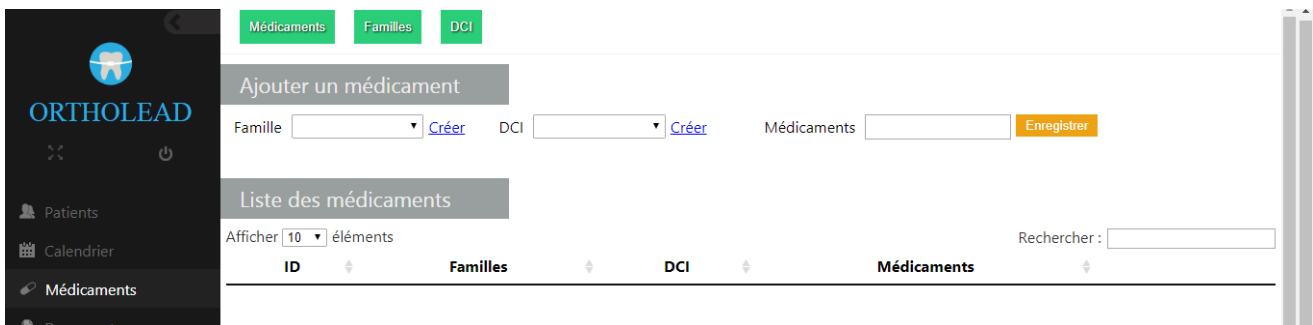 Médicaments Familles DCI
ORTHOLEAD
Patients
Calendrier
Médicaments
Ajouter un médicament
Famille Créer DCI Créer Médicaments Enregistrer
Liste des médicaments
Afficher 10 éléments Rechercher :
ID Familles DCI Médicaments